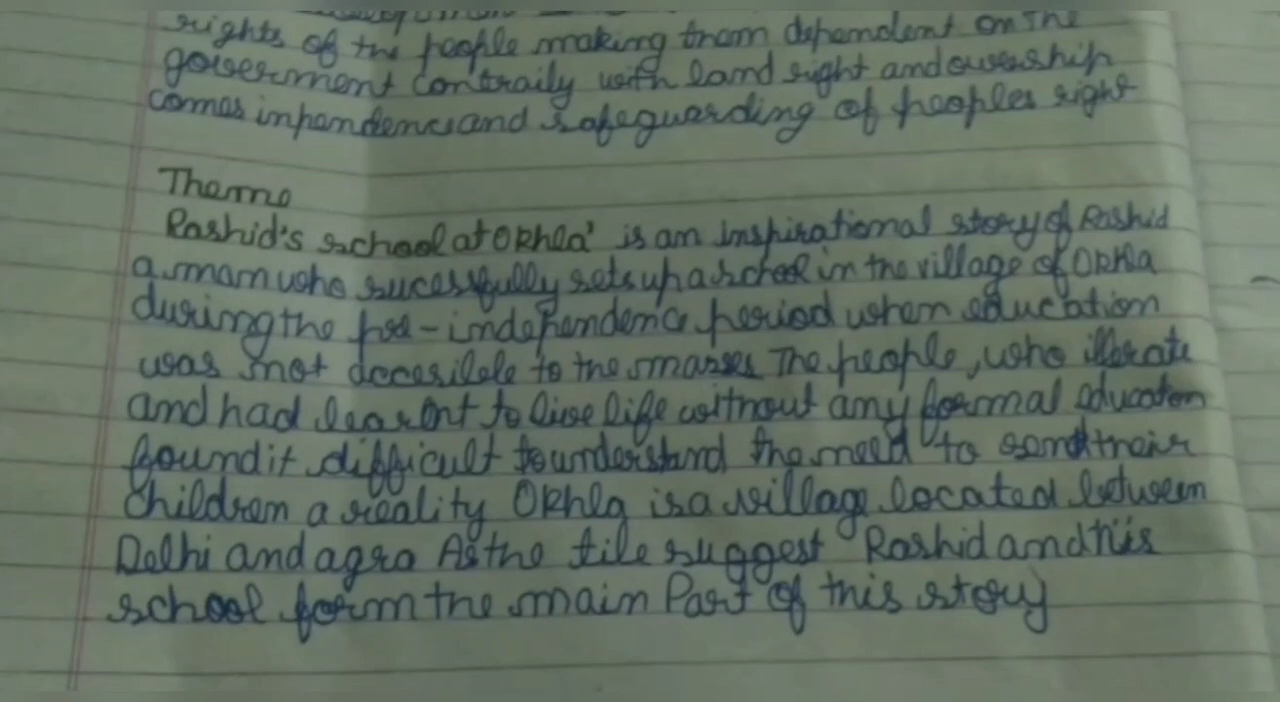 rights of the people making tham dependent on the
government contraily with land right and owership
comes inpendence and safeguarding of peoples right
Theme
Rashid's school at Okhla' is an inspirational story of Rashid
a man who sucessfully sets up a school in the village of Okhla
during the pre-independence period when education
was not accesilele to the masses The people, who illerate
and had learnt to live life without any formal education
found it difficult to understand the need to send their
children a reality Okhla is a village located between
Delhi and agra As the tile suggest Rashid and his
school form the main Part of this story